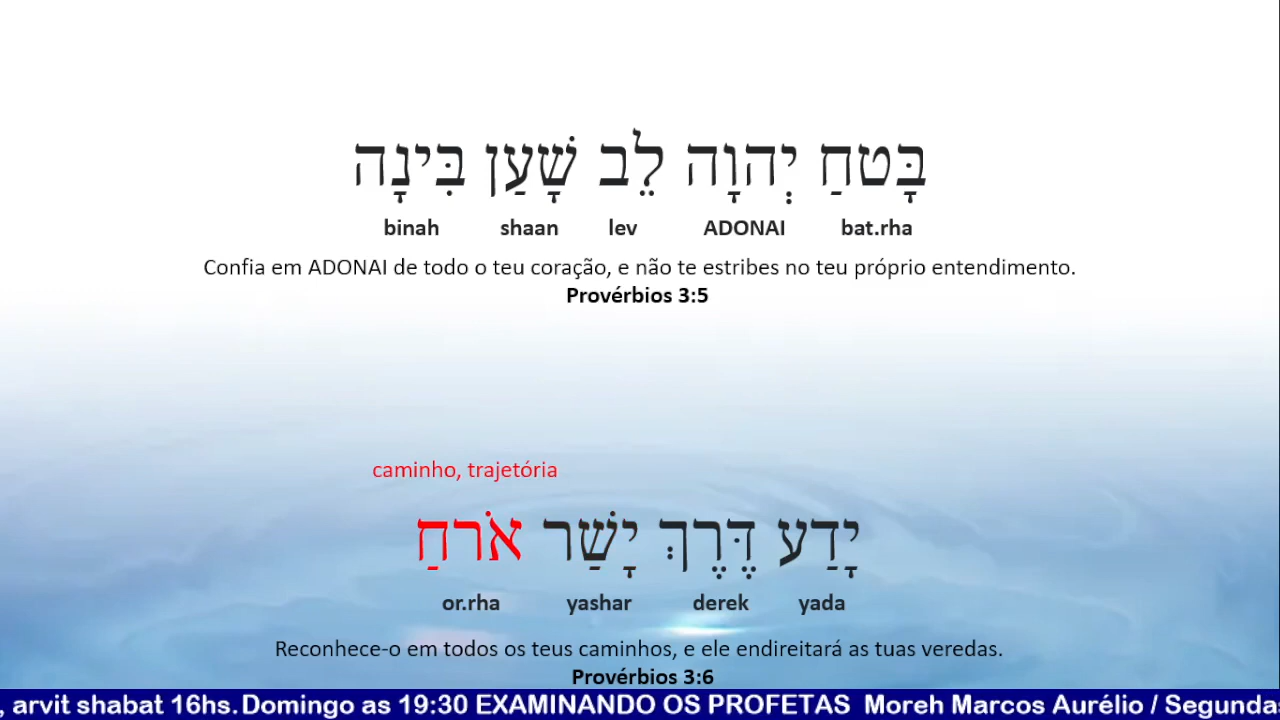 בָּטחַ יְהוָה לֵב שָׁעַן בִּינָה
binah shaan lev ADONAI bat.rha
Confia em ADONAI de todo o teu coração, e não te estribes no teu próprio entendimento.
Provérbios 3:5
caminho, trajetória
יָדַע דֶּרֶךְ יָשַׁר אֹרחַ
or.rha yashar derek yada
Reconhece-o em todos os teus caminhos, e ele endireitará as tuas veredas.
Provérbios 3:6
, arvit shabat 16hs. Domingo as 19:30 EXAMINANDO OS PROFETAS Moreh Marcos Aurélio / Segunda